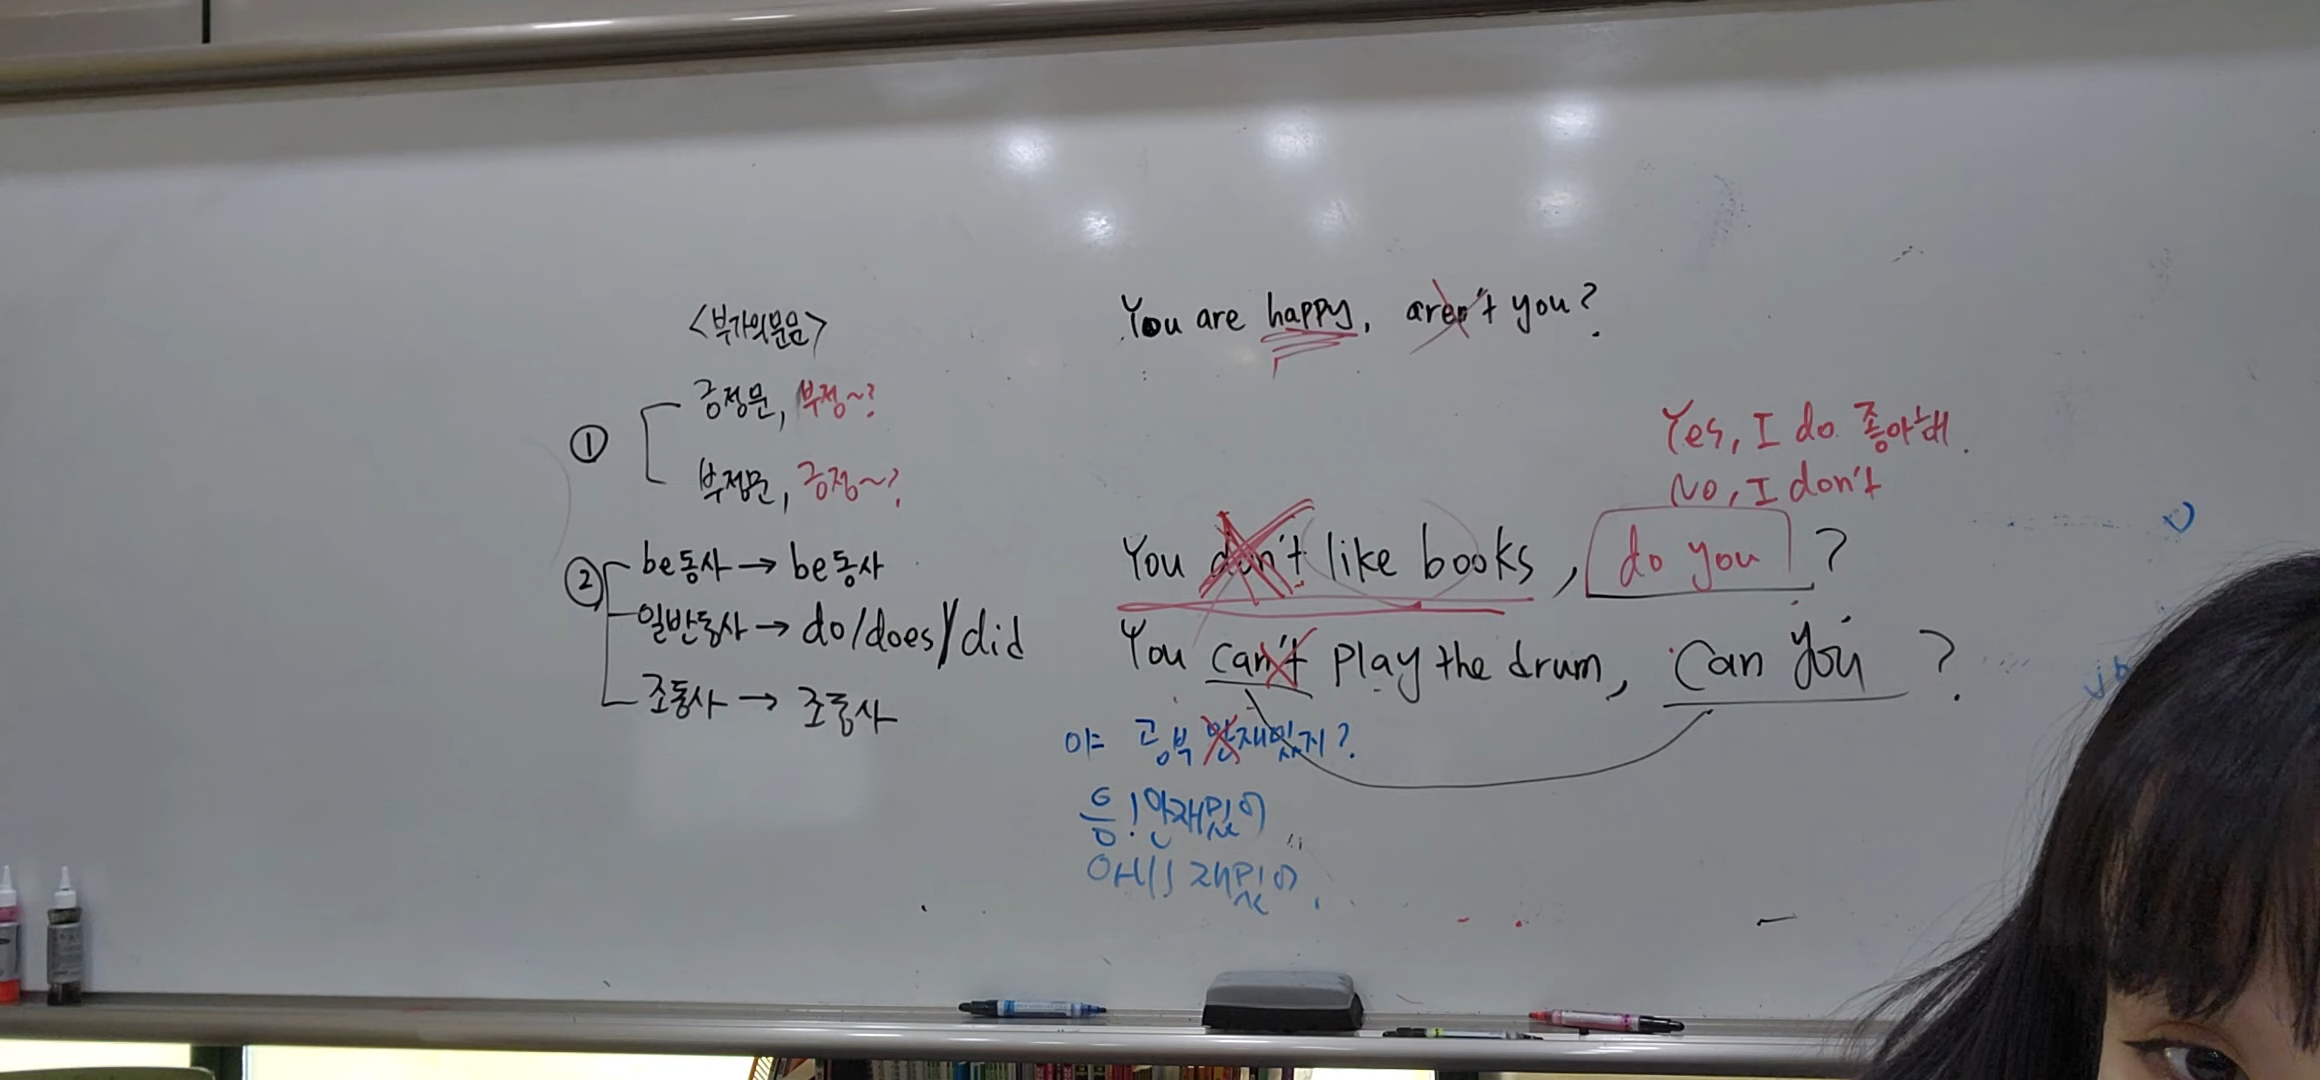 <부가의문문>
① 긍정문, 부정~?
부정문, 긍정~?
② be동사 → be동사
일반동사 → do/does/did
조동사 → 조동사
You are happy, aren't you?
Yes, I do 좋아해.
No, I don't
You don't like books, do you?
You can't play the drum, can you?
야 공부 안재밌지?
응! 안재밌어
아니 재밌어.